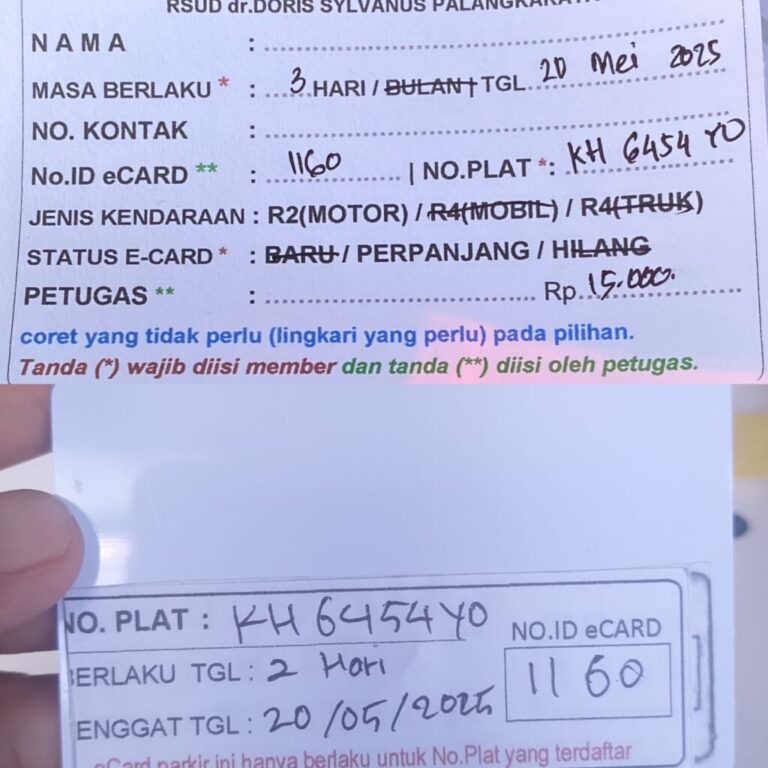 RSUD dr.DORIS SYLVANUS
N A M A :
MASA BERLAKU * : 3 HARI / BULAN | TGL 20 Mei 2025
NO. KONTAK :
No.ID eCARD ** : 1160 | NO.PLAT *: KH 6454 YO
JENIS KENDARAAN : R2(MOTOR) / R4(MOBIL) / R4(TRUK)
STATUS E-CARD * : BARU / PERPANJANG / HILANG
PETUGAS ** : Rp 15.000.
coret yang tidak perlu (lingkari yang perlu) pada pilihan.
Tanda (*) wajib diisi member dan tanda (**) diisi oleh petugas.
NO. PLAT : KH 6454 YO
NO.ID eCARD
BERLAKU TGL : 2 Hari
1160
ENGGAT TGL : 20/05/2025
eCard parkir ini hanya berlaku untuk No.Plat yang terdaftar